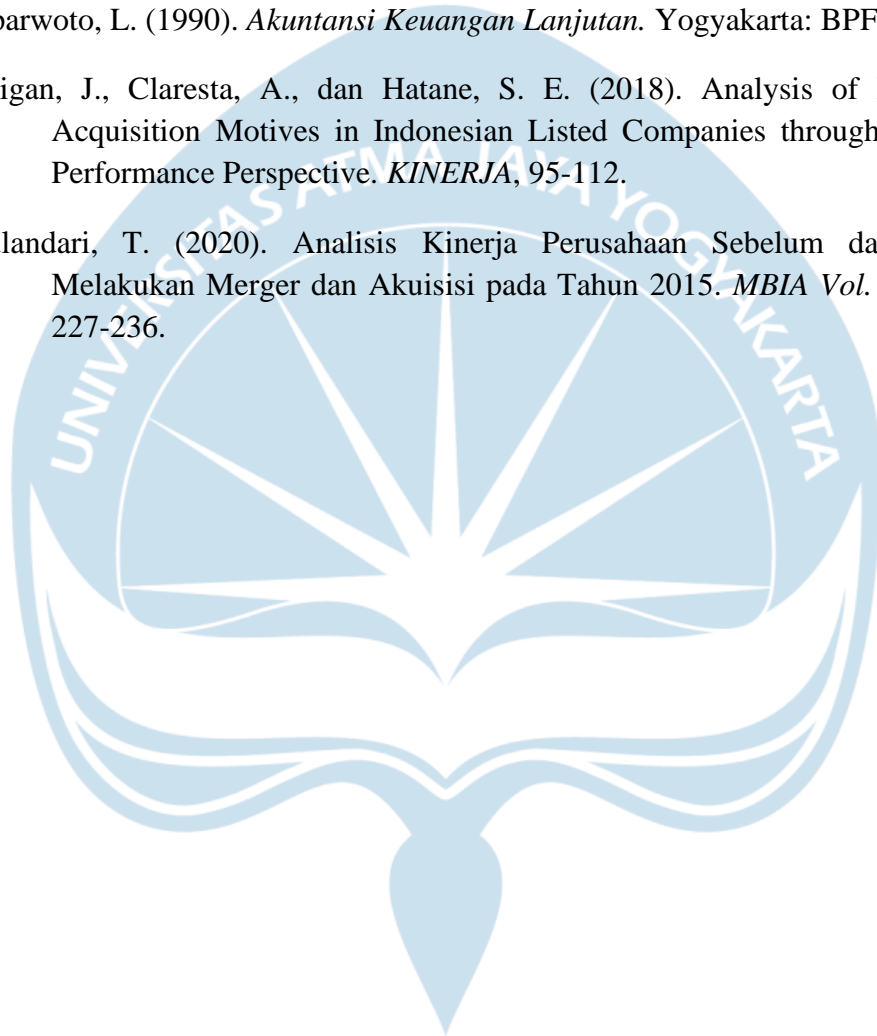 parwoto, L. (1990). Akuntansi Keuangan Lanjutan. Yogyakarta: BPF
igan, J., Claresta, A., dan Hatane, S. E. (2018). Analysis of
Acquisition Motives in Indonesian Listed Companies through
Performance Perspective. KINERJA, 95-112.
landari, T. (2020). Analisis Kinerja Perusahaan Sebelum da
Melakukan Merger dan Akuisisi pada Tahun 2015. MBIA Vol.
227-236.
UNIVERSITAS ATMA JAYA YOGYAKARTA